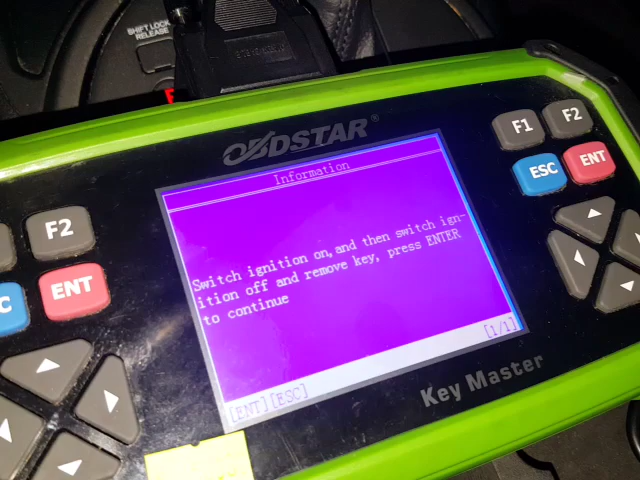 SHIFT LOCK
RELEASE
OBDSTAR®
Information
Switch ignition on, and then switch ign-
ition off and remove key, press ENTER
to continue
[1/1]
[ENT][ESC]
Key Master
F1
F2
ESC
ENT
F2
C
ENT